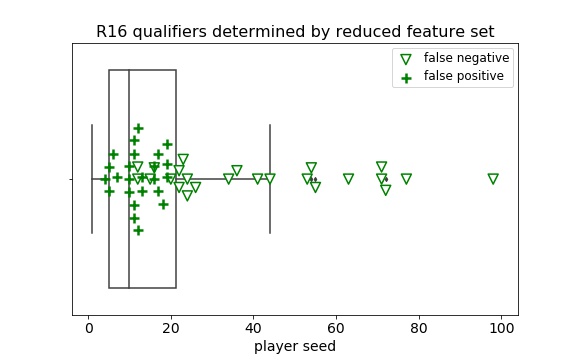 R16 qualifiers determined by reduced feature set
false negative
false positive
0 20 40 60 80 100
player seed